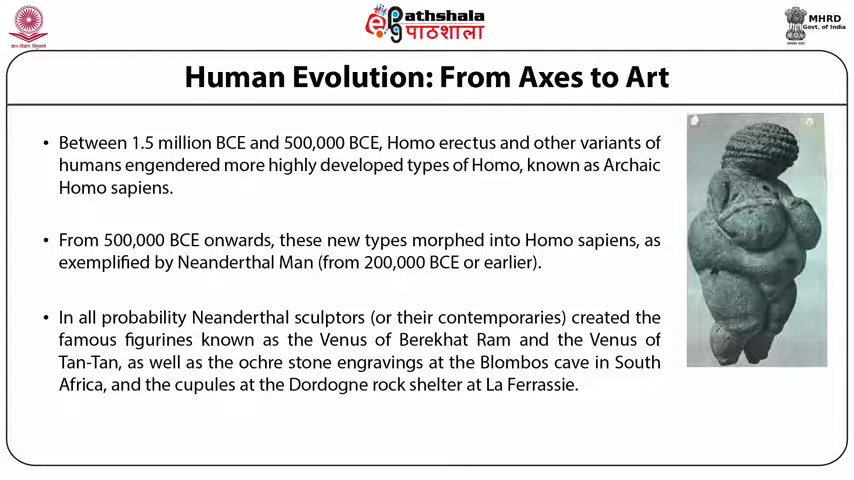 ज्ञान-विज्ञान विमुक्तये
Pathshala
पाठशाला
MHRD
Govt. of India
Human Evolution: From Axes to Art
• Between 1.5 million BCE and 500,000 BCE, Homo erectus and other variants of
humans engendered more highly developed types of Homo, known as Archaic
Homo sapiens.
• From 500,000 BCE onwards, these new types morphed into Homo sapiens, as
exemplified by Neanderthal Man (from 200,000 BCE or earlier).
• In all probability Neanderthal sculptors (or their contemporaries) created the
famous figurines known as the Venus of Berekhat Ram and the Venus of
Tan-Tan, as well as the ochre stone engravings at the Blombos cave in South
Africa, and the cupules at the Dordogne rock shelter at La Ferrassie.